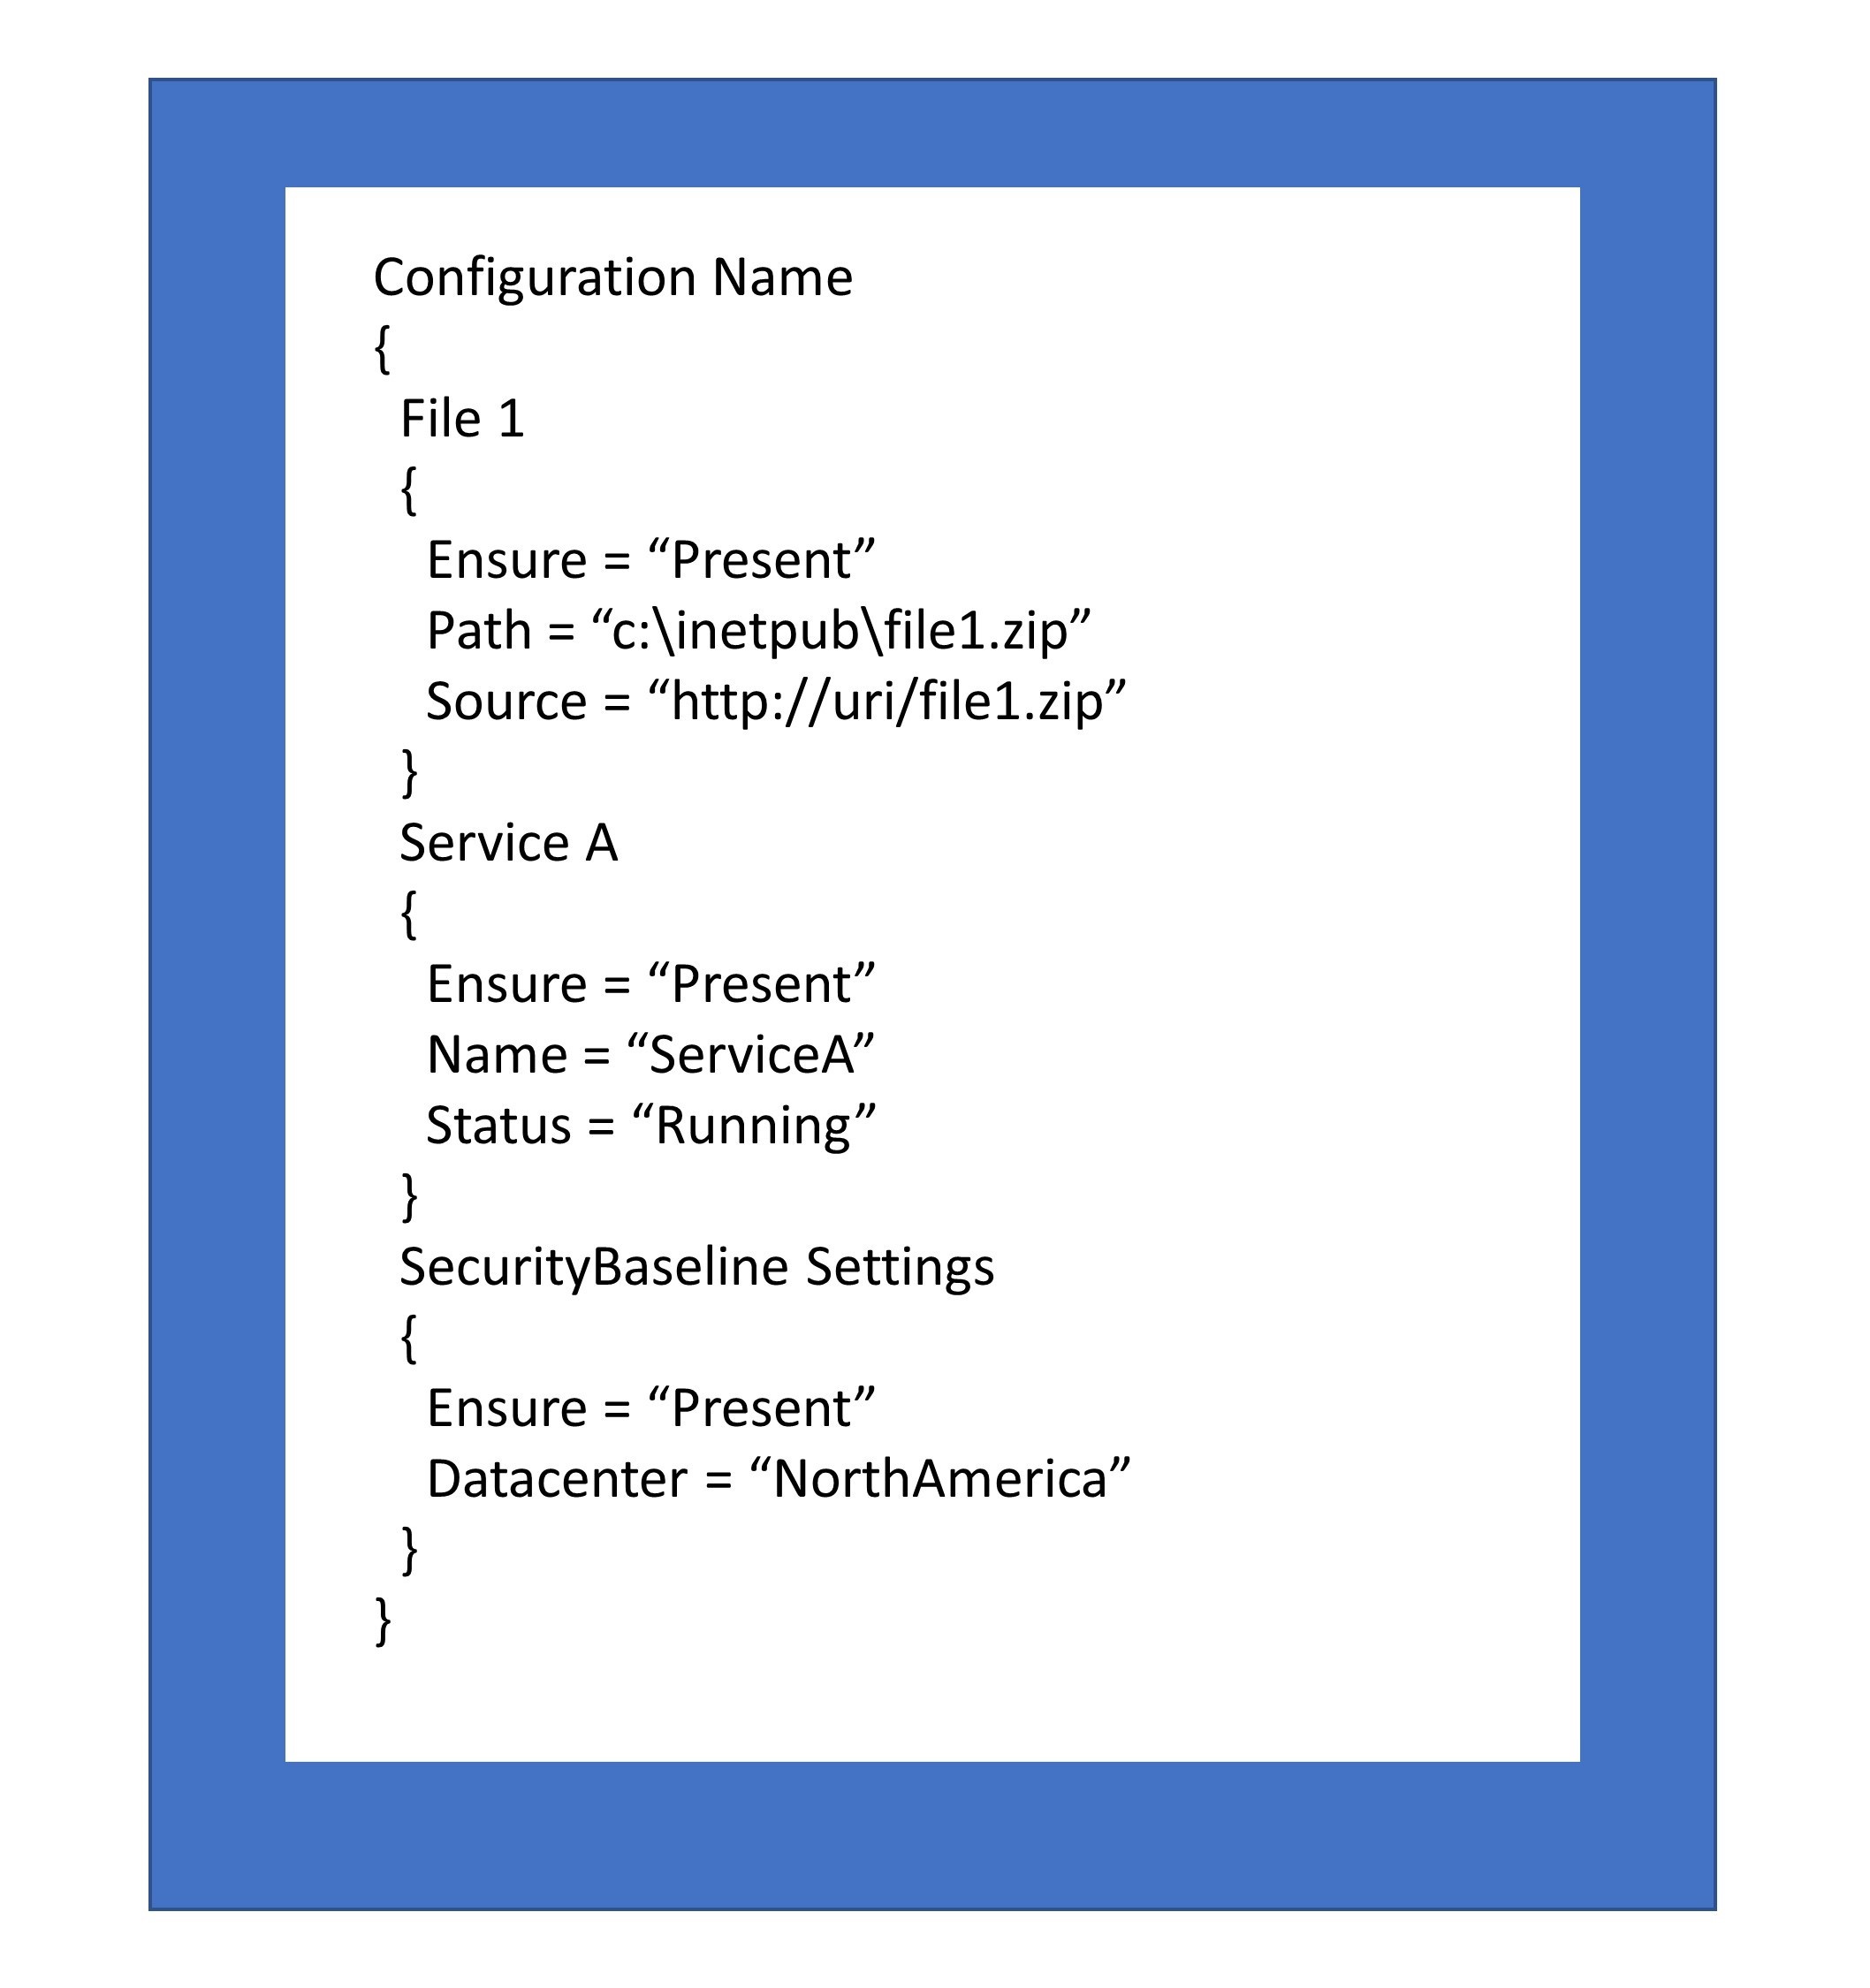 Configuration Name
{
File 1
{
Ensure = “Present”
Path = “c:\inetpub\file1.zip”
Source = “http://uri/file1.zip”
}
Service A
{
Ensure = “Present”
Name = “ServiceA”
Status = “Running”
}
SecurityBaseline Settings
{
Ensure = “Present”
Datacenter = “NorthAmerica”
}
}